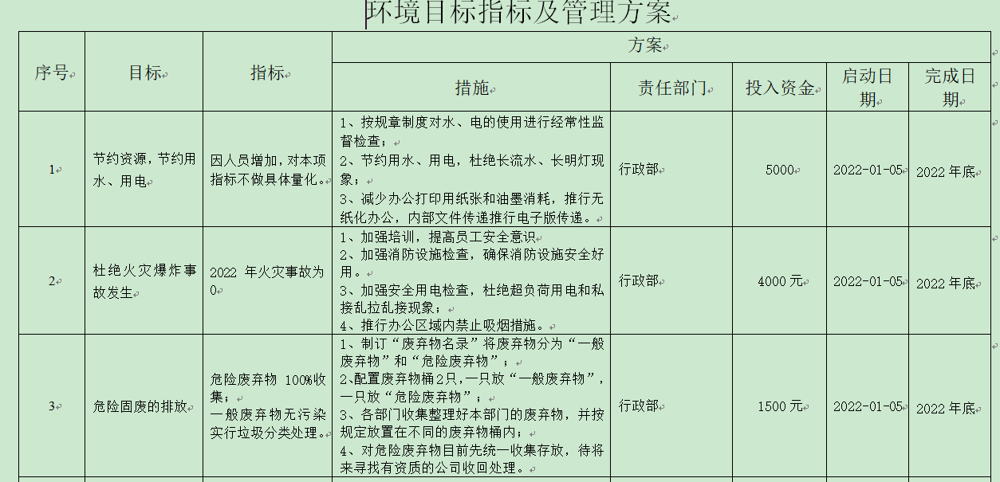 环境目标指标及管理方案
序号
目标
指标
方案
措施
责任部门
投入资金
启动日
期
完成日
期
1
节约资源，节约用
水、用电
因人员增加，对本项
指标不做具体量化。
1、按规章制度对水、电的使用进行经常性监
督检查；
2、节约用水、用电，杜绝长流水、长明灯现
象；
3、减少办公打印用纸张和油墨消耗，推行无
纸化办公，内部文件传递推行电子版传递。
行政部
5000
2022-01-05
2022 年底
2
杜绝火灾爆炸事
故发生
2022 年火灾事故为
0
1、加强培训，提高员工安全意识
2、加强消防设施检查，确保消防设施安全好
用。
3、加强安全用电检查，杜绝超负荷用电和私
接乱拉乱接现象；
4、推行办公区域内禁止吸烟措施。
行政部
4000 元
2022-01-05
2022 年底
3
危险固废的排放
危险废弃物 100%收
集；
一般废弃物无污染
实行垃圾分类处理。
1、制订“废弃物名录”将废弃物分为“一般
废弃物”和“危险废弃物”；
2、配置废弃物桶 2 只，一只放“一般废弃物”，
一只放“危险废弃物”；
3、各部门收集整理好本部门的废弃物，并按
规定放置在不同的废弃物桶内；
4、对危险废弃物目前先统一收集存放，待将
来寻找有资质的公司收回处理。
行政部
1500 元
2022-01-05
2022 年底